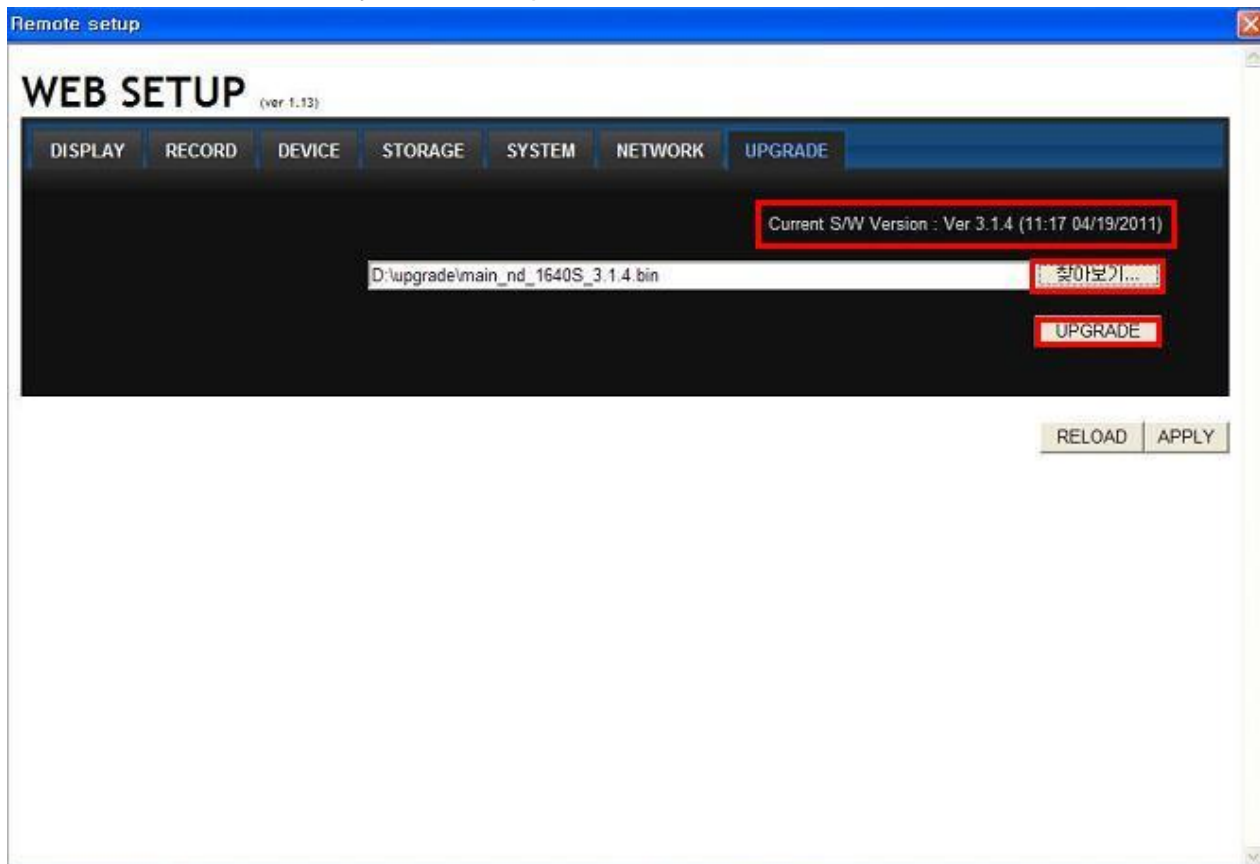 Remote setup
WEB SETUP (ver 1.13)
DISPLAY RECORD DEVICE STORAGE SYSTEM NETWORK UPGRADE
Current S/W Version : Ver 3.1.4 (11:17 04/19/2011)
D:\upgrade\main_nd_1640S_3.1.4.bin 찾아보기...
UPGRADE
RELOAD APPLY